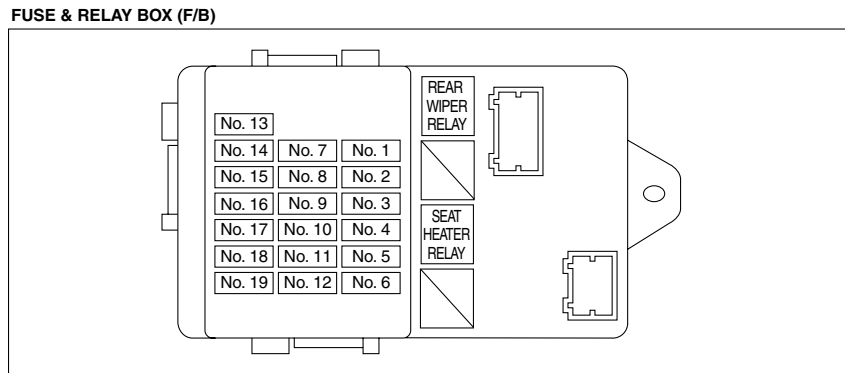 FUSE & RELAY BOX (F/B)
REAR
WIPER
RELAY
No. 13
No. 14 No. 7 No. 1
No. 15 No. 8 No. 2
No. 16 No. 9 No. 3
No. 17 No. 10 No. 4
No. 18 No. 11 No. 5
No. 19 No. 12 No. 6
SEAT
HEATER
RELAY